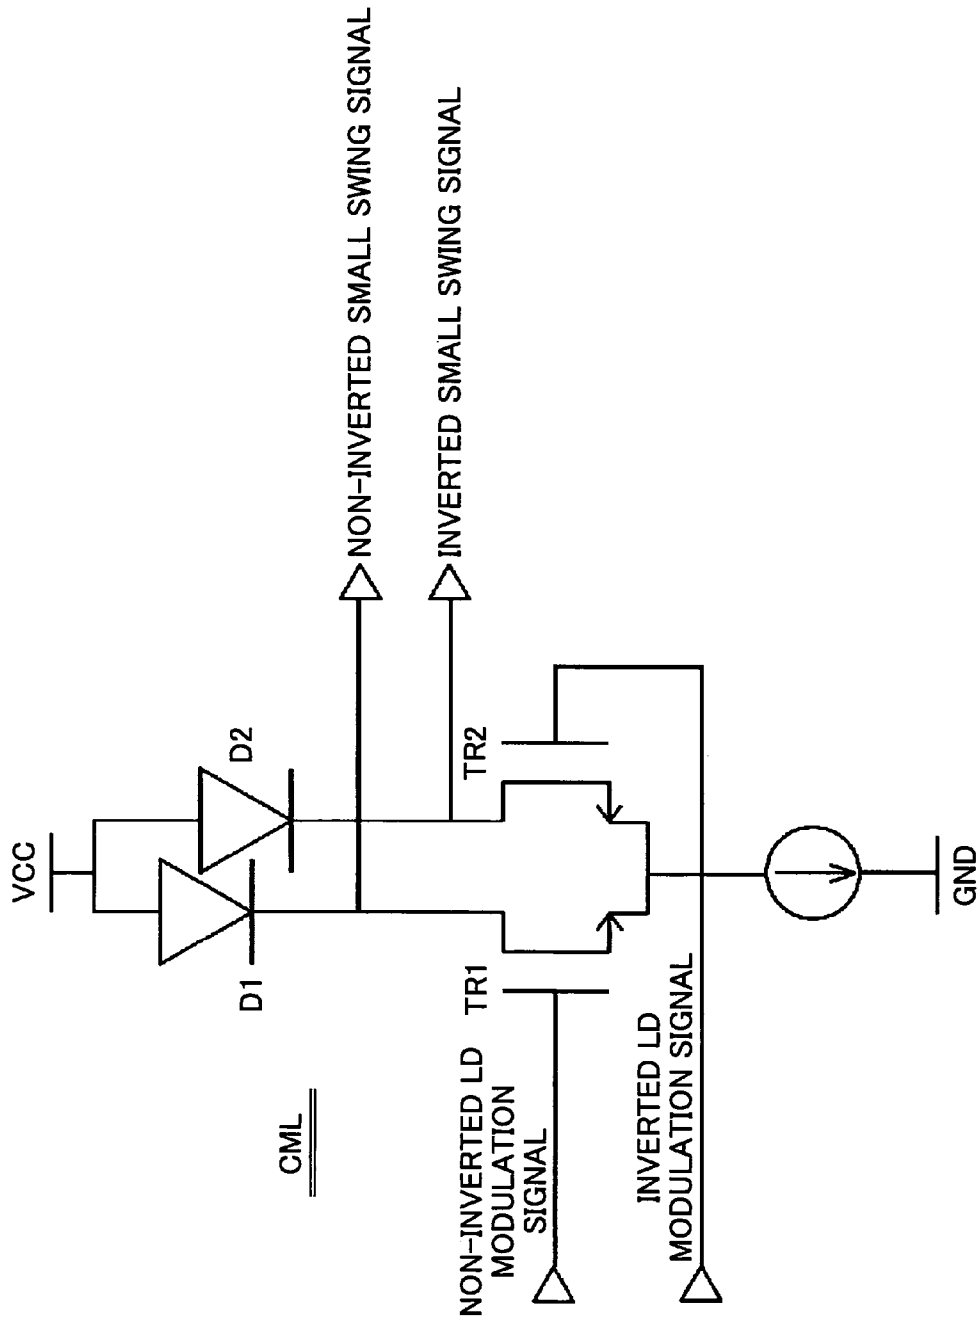 VCC
D1
D2
NON-INVERTED SMALL SWING SIGNAL
INVERTED SMALL SWING SIGNAL
CML
TR1
TR2
NON-INVERTED LD
MODULATION
SIGNAL
INVERTED LD
MODULATION SIGNAL
GND